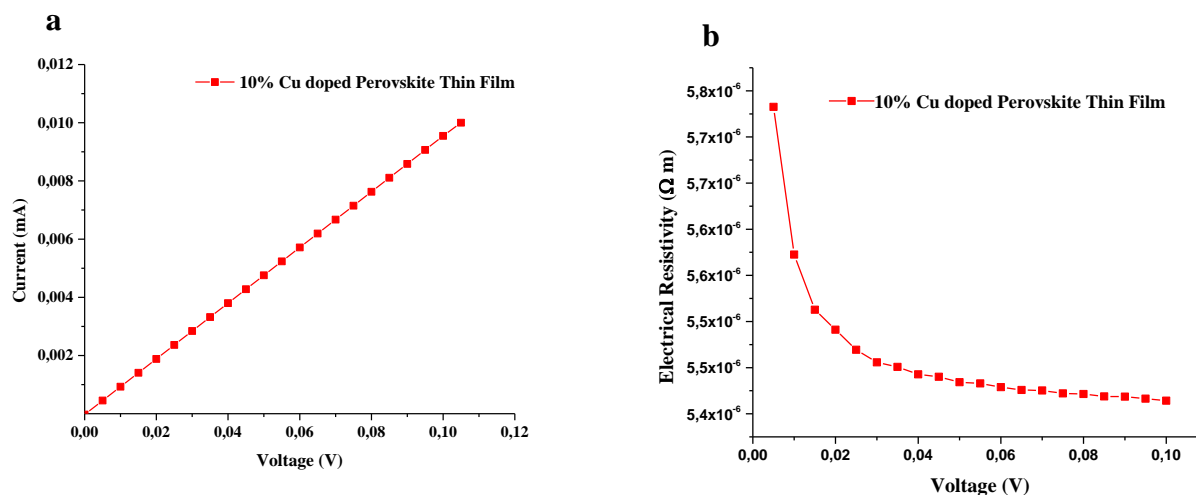 a
0,012
10% Cu doped Perovskite Thin Film
0,010
0,008
0,006
0,004
0,002
0,00 0,02 0,04 0,06 0,08 0,10 0,12
Current (mA)
Voltage (V)
b
5,8x10⁻⁶
10% Cu doped Perovskite Thin Film
5,7x10⁻⁶
5,7x10⁻⁶
5,6x10⁻⁶
5,6x10⁻⁶
5,5x10⁻⁶
5,5x10⁻⁶
5,4x10⁻⁶
0,00 0,02 0,04 0,06 0,08 0,10
Electrical Resistivity (Ω m)
Voltage (V)